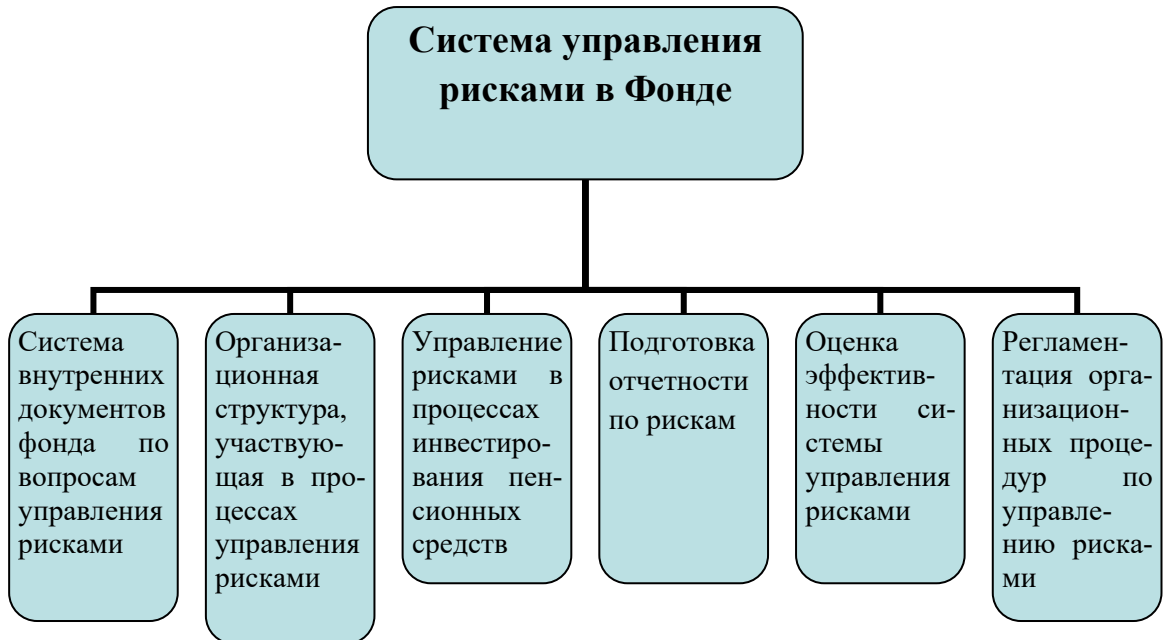 Система управления
рисками в Фонде
Система
внутренних
документов
фонда по
вопросам
управления
рисками
Организа-
ционная
структура,
участвую-
щая в про-
цессах
управления
рисками
Управление
рисками в
процессах
инвестиро-
вания пен-
сионных
средств
Подготовка
отчетности
по рискам
Оценка
эффектив-
ности си-
стемы
управления
рисками
Регламен-
тация орга-
низацион-
ных проце-
дур по
управле-
нию риска-
ми